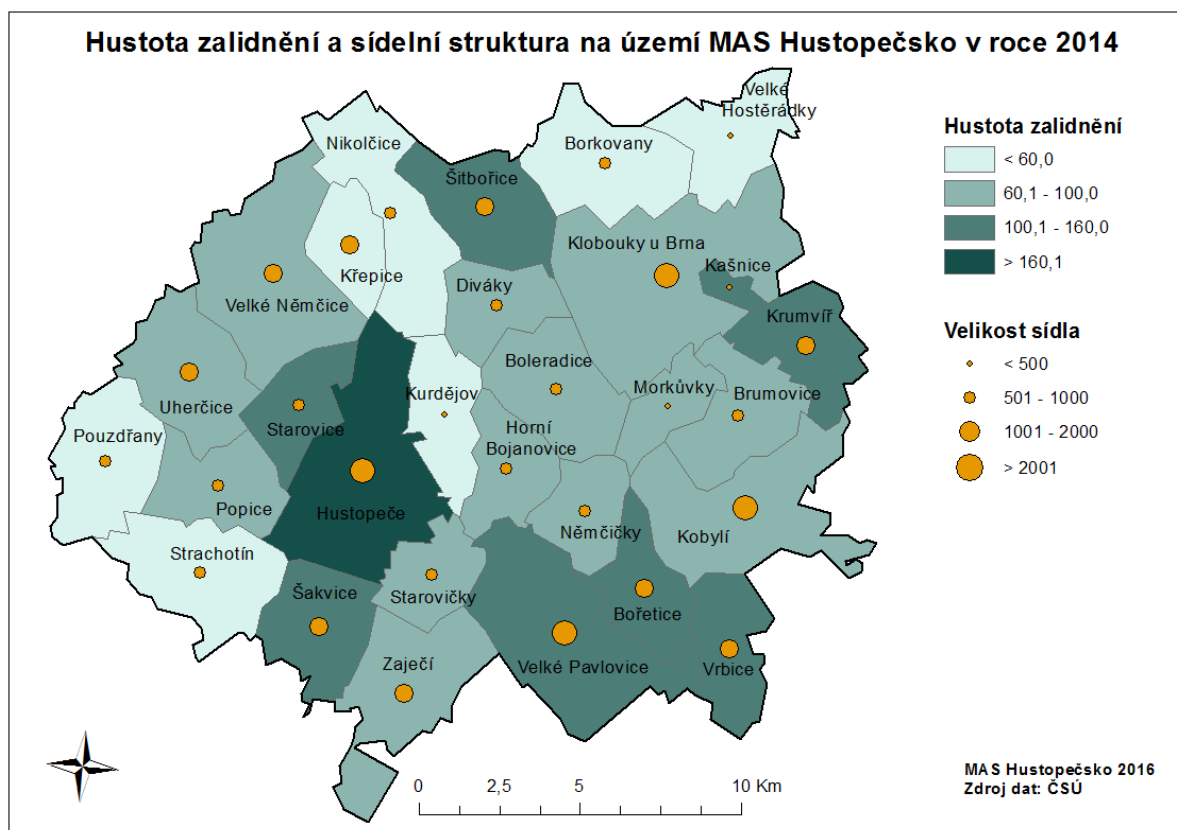 Hustota zalidnění a sídelní struktura na území MAS Hustopečsko v roce 2014
Velké
Hostěrádky
Nikolčice
Borkovany
Šitbořice
Klobouky u Brna
Kašnice
Křepice
Diváky
Velké Němčice
Krumvíř
Boleradice
Kurdějov
Morkůvky
Brumovice
Uherčice
Starovice
Horní
Bojanovice
Pouzdřany
Popice
Hustopeče
Němčičky
Kobylí
Strachotín
Šakvice
Starovičky
Bořetice
Zaječí
Velké Pavlovice
Vrbice
Hustota zalidnění
< 60,0
60,1 - 100,0
100,1 - 160,0
> 160,1
Velikost sídla
< 500
501 - 1000
1001 - 2000
> 2001
0 2,5 5 10 Km
MAS Hustopečsko 2016
Zdroj dat: ČSÚ